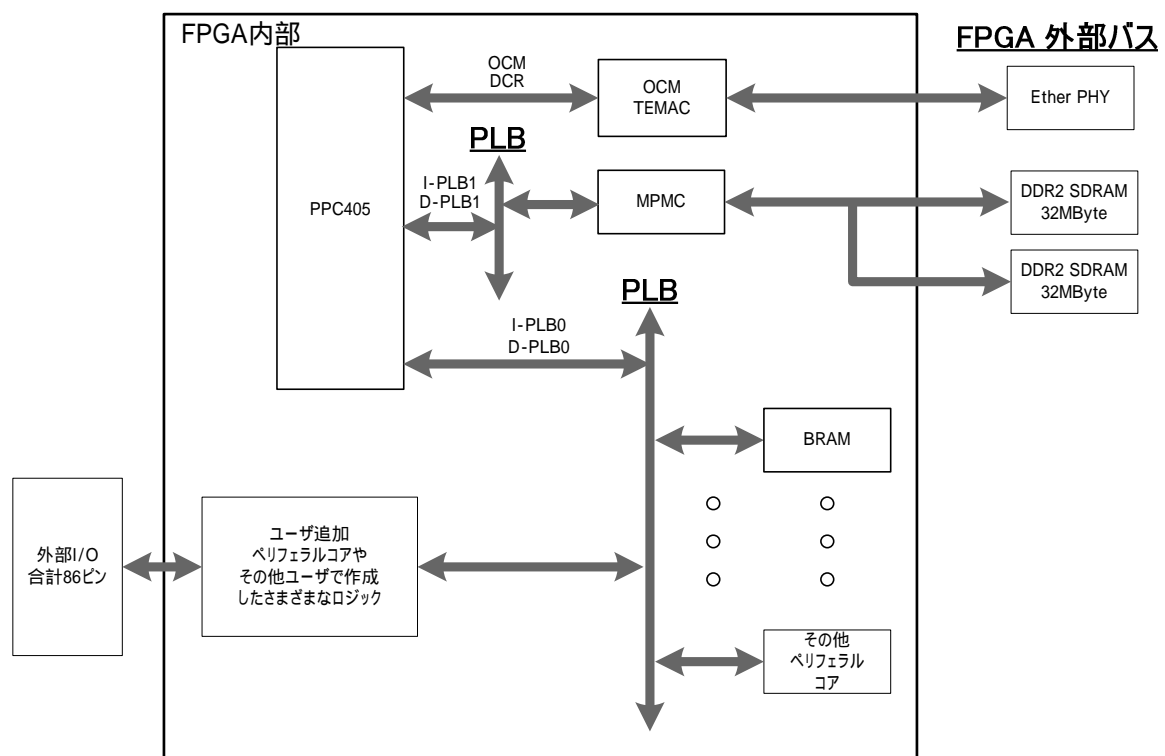 FPGA内部
FPGA 外部バス
OCM
DCR
OCM
TEMAC
Ether PHY
PLB
I-PLB1
D-PLB1
PPC405
MPMC
DDR2 SDRAM
32MByte
DDR2 SDRAM
32MByte
PLB
I-PLB0
D-PLB0
BRAM
外部I/O
合計86ピン
ユーザ追加
ペリフェラルコアや
その他ユーザで作成
したさまざまなロジック
その他
ペリフェラル
コア